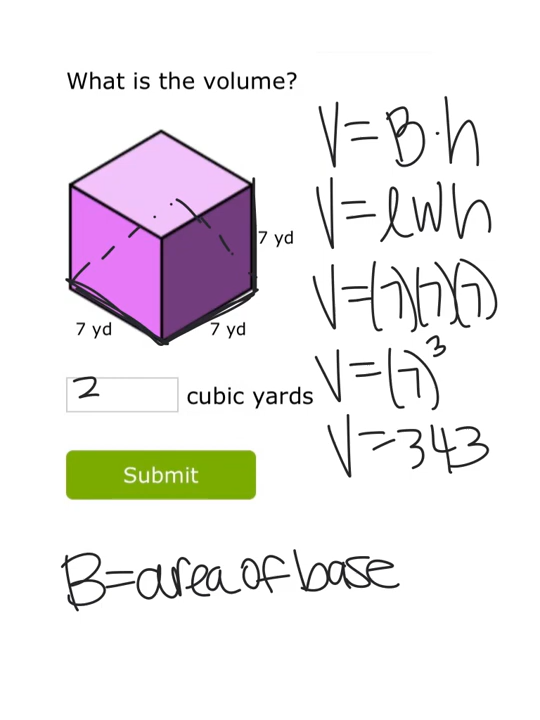 What is the volume?
V=B·h
V=lwh
7 yd
V=(7)(7)(7)
7 yd
7 yd
V=(7)³
2 cubic yards
V=343
Submit
B=area of base